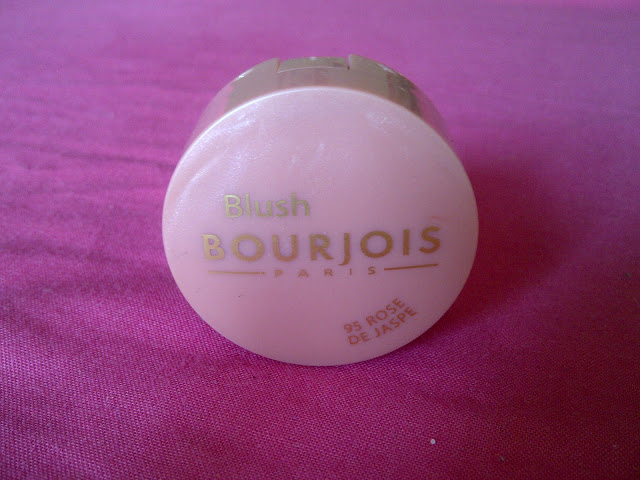 Blush
BOURJOIS
PARIS
95 ROSE
DE JASPE